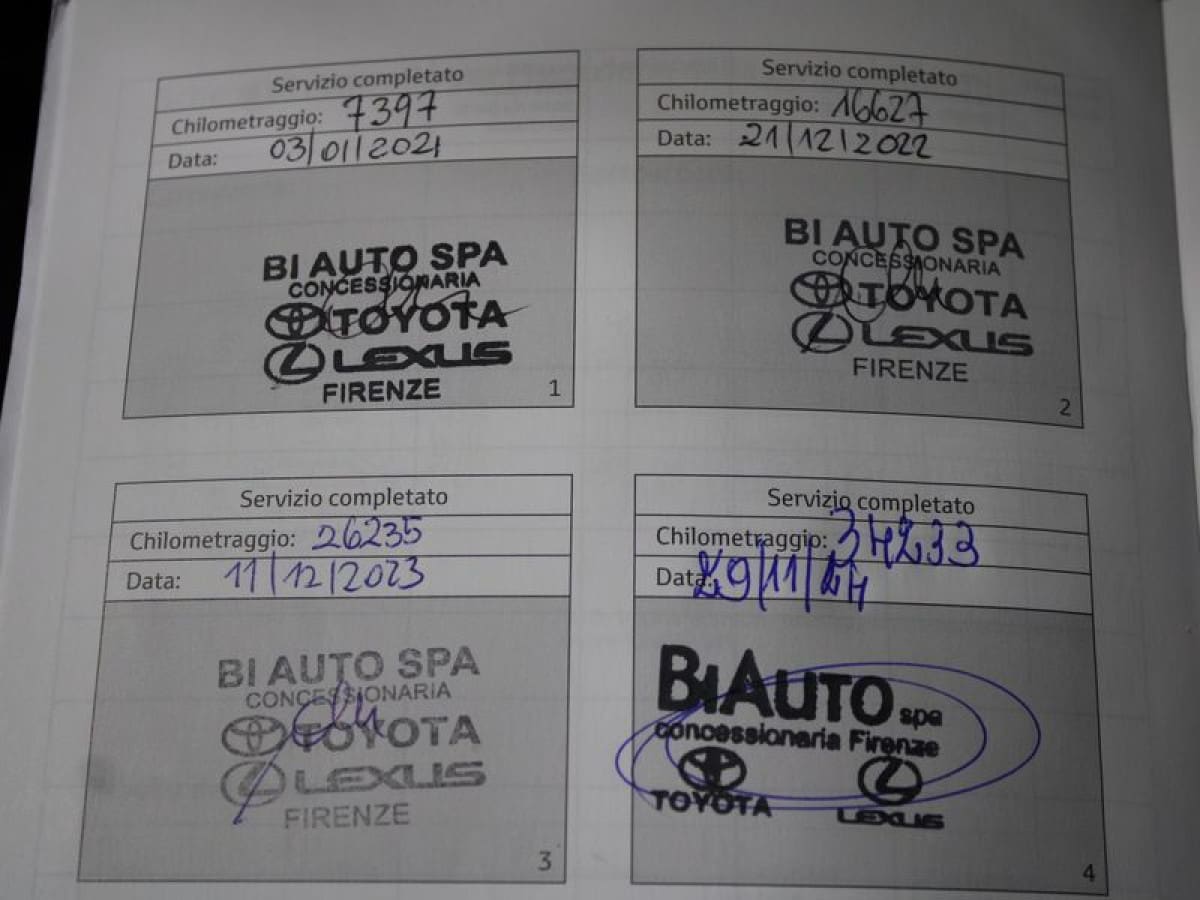 Servizio completato
Chilometraggio: 7397
Data: 03/01/2021
BI AUTO SPA
CONCESSIONARIA
TOYOTA
LEXUS
FIRENZE
1
Servizio completato
Chilometraggio: 16627
Data: 21/12/2022
BI AUTO SPA
CONCESSIONARIA
TOYOTA
LEXUS
FIRENZE
2
Servizio completato
Chilometraggio: 26235
Data: 11/12/2023
BI AUTO SPA
CONCESSIONARIA
TOYOTA
LEXUS
FIRENZE
3
Servizio completato
Chilometraggio: 34233
Data: 29/11/24
BIAUTO spa
concessionaria Firenze
TOYOTA LEXUS
4